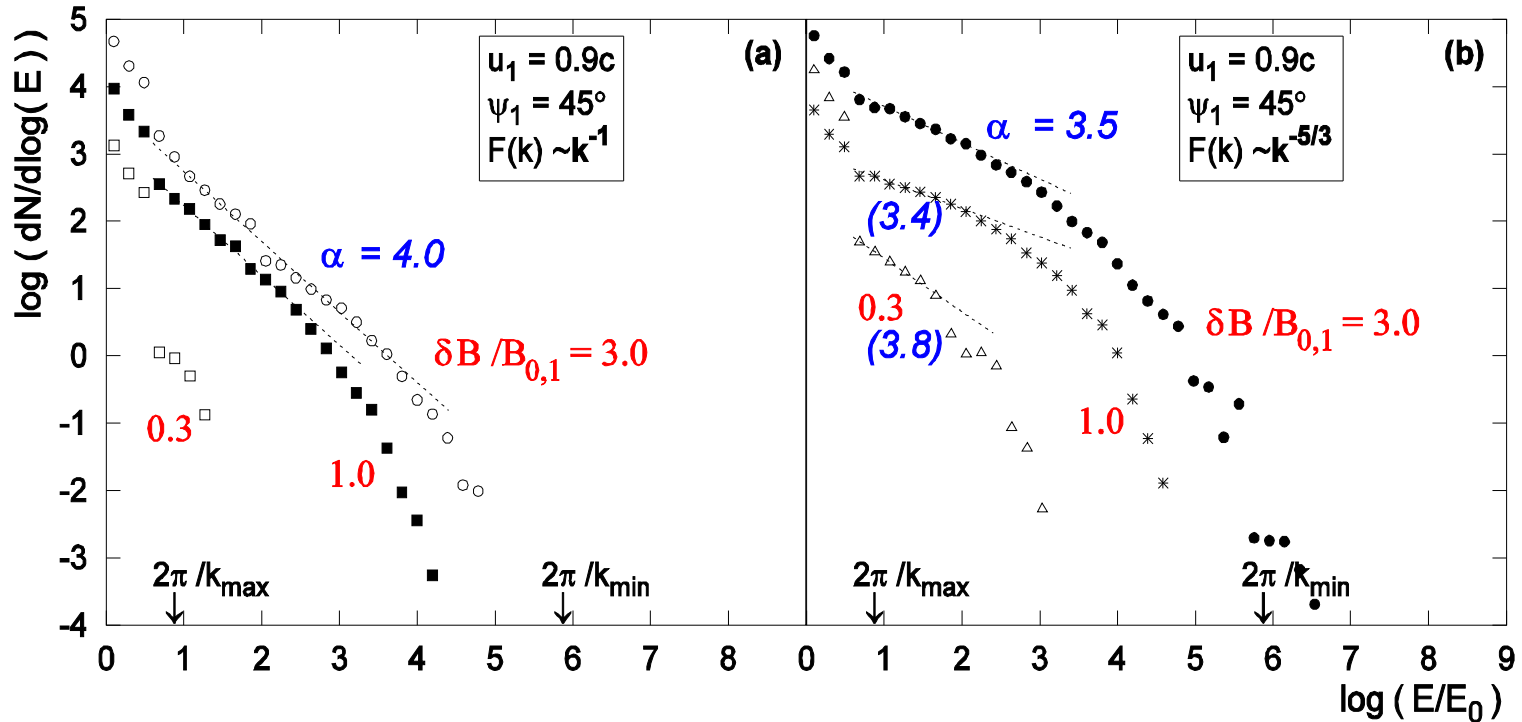 log ( dN/dlog( E ) )
5
4
3
2
1
0
-1
-2
-3
-4
(a)
u1 = 0.9c
ψ1 = 45°
F(k) ~k-1
α = 4.0
δB /B0,1 = 3.0
0.3
1.0
2π /kmax
2π /kmin
0 1 2 3 4 5 6 7 8
(b)
u1 = 0.9c
ψ1 = 45°
F(k) ~k-5/3
α = 3.5
(3.4)
0.3
(3.8)
δB /B0,1 = 3.0
1.0
2π /kmax
2π /kmin
0 1 2 3 4 5 6 7 8 9
log ( E/E0 )